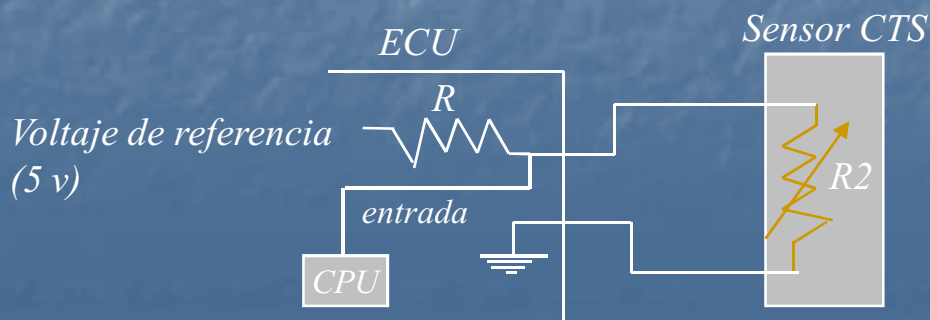 Sensor CTS
ECU
R
Voltaje de referencia
(5 v)
R2
entrada
CPU